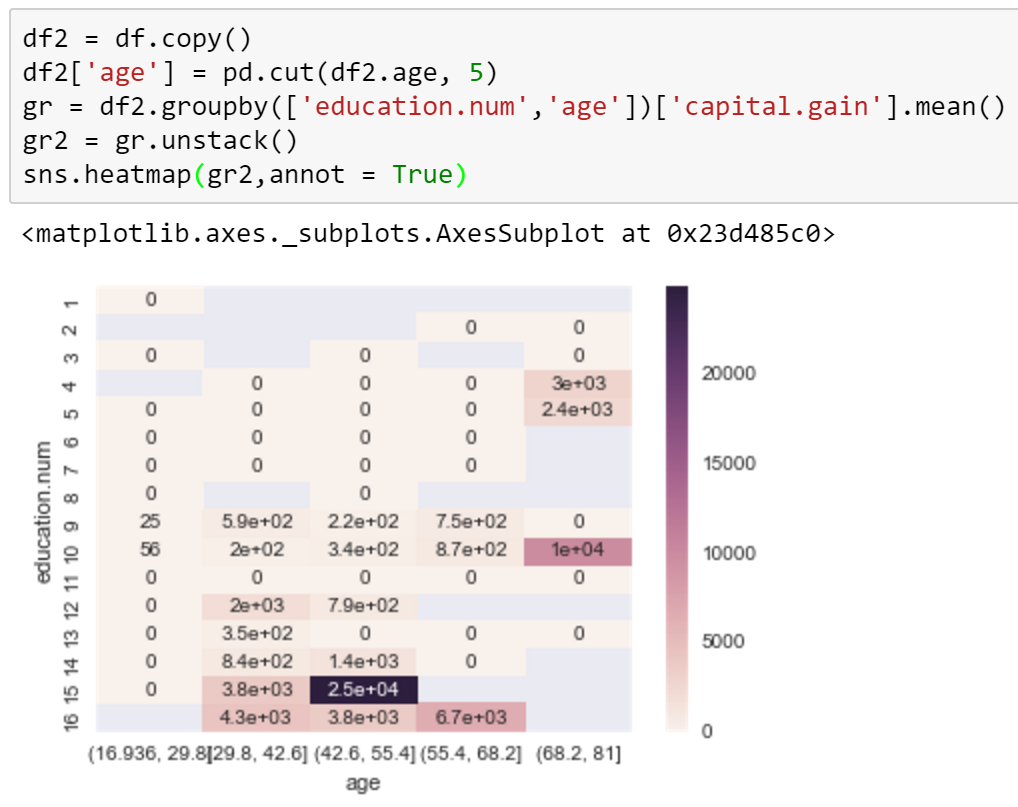 df2 = df.copy()
df2['age'] = pd.cut(df2.age, 5)
gr = df2.groupby(['education.num','age'])['capital.gain'].mean()
gr2 = gr.unstack()
sns.heatmap(gr2,annot = True)
<matplotlib.axes._subplots.AxesSubplot at 0x23d485c0>
1 0
2 0 0
3 0 0 0
4 0 0 0 3e+03
5 0 0 0 0 2.4e+03
6 0 0 0 0
7 0 0 0 0
8 0 0
9 25 5.9e+02 2.2e+02 7.5e+02 0
10 56 2e+02 3.4e+02 8.7e+02 1e+04
11 0 0 0 0 0
12 0 2e+03 7.9e+02
13 0 3.5e+02 0 0 0
14 0 8.4e+02 1.4e+03 0
15 0 3.8e+03 2.5e+04
16 4.3e+03 3.8e+03 6.7e+03
education.num
(16.936, 29.8] (29.8, 42.6] (42.6, 55.4] (55.4, 68.2] (68.2, 81]
age
20000
15000
10000
5000
0